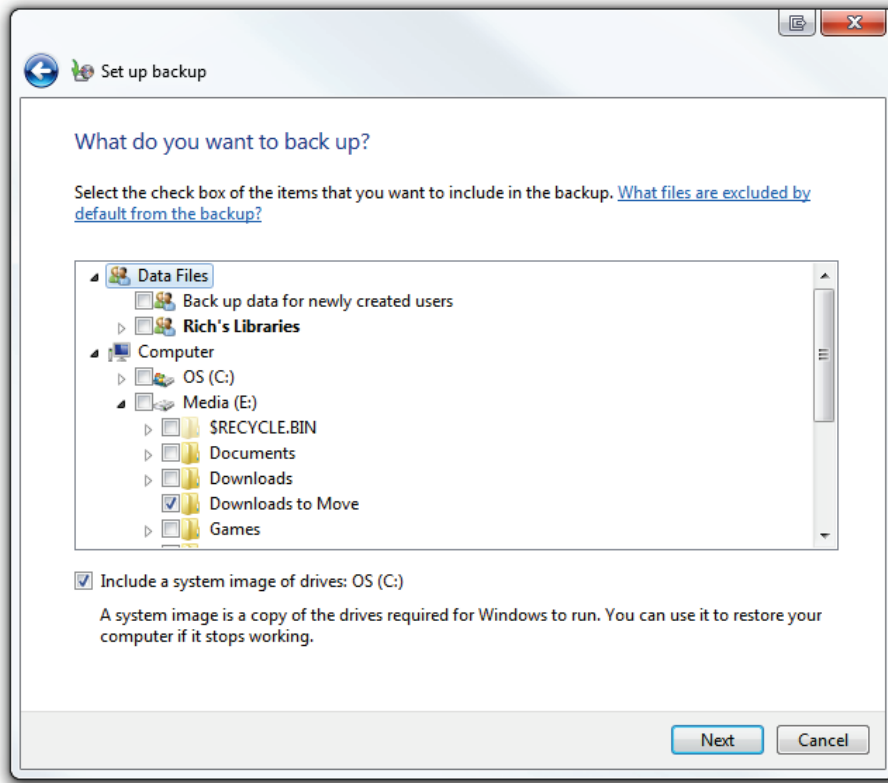 Set up backup
What do you want to back up?
Select the check box of the items that you want to include in the backup. What files are excluded by
default from the backup?
Data Files
Back up data for newly created users
Rich's Libraries
Computer
OS (C:)
Media (E:)
$RECYCLE.BIN
Documents
Downloads
Downloads to Move
Games
Include a system image of drives: OS (C:)
A system image is a copy of the drives required for Windows to run. You can use it to restore your
computer if it stops working.
Next
Cancel